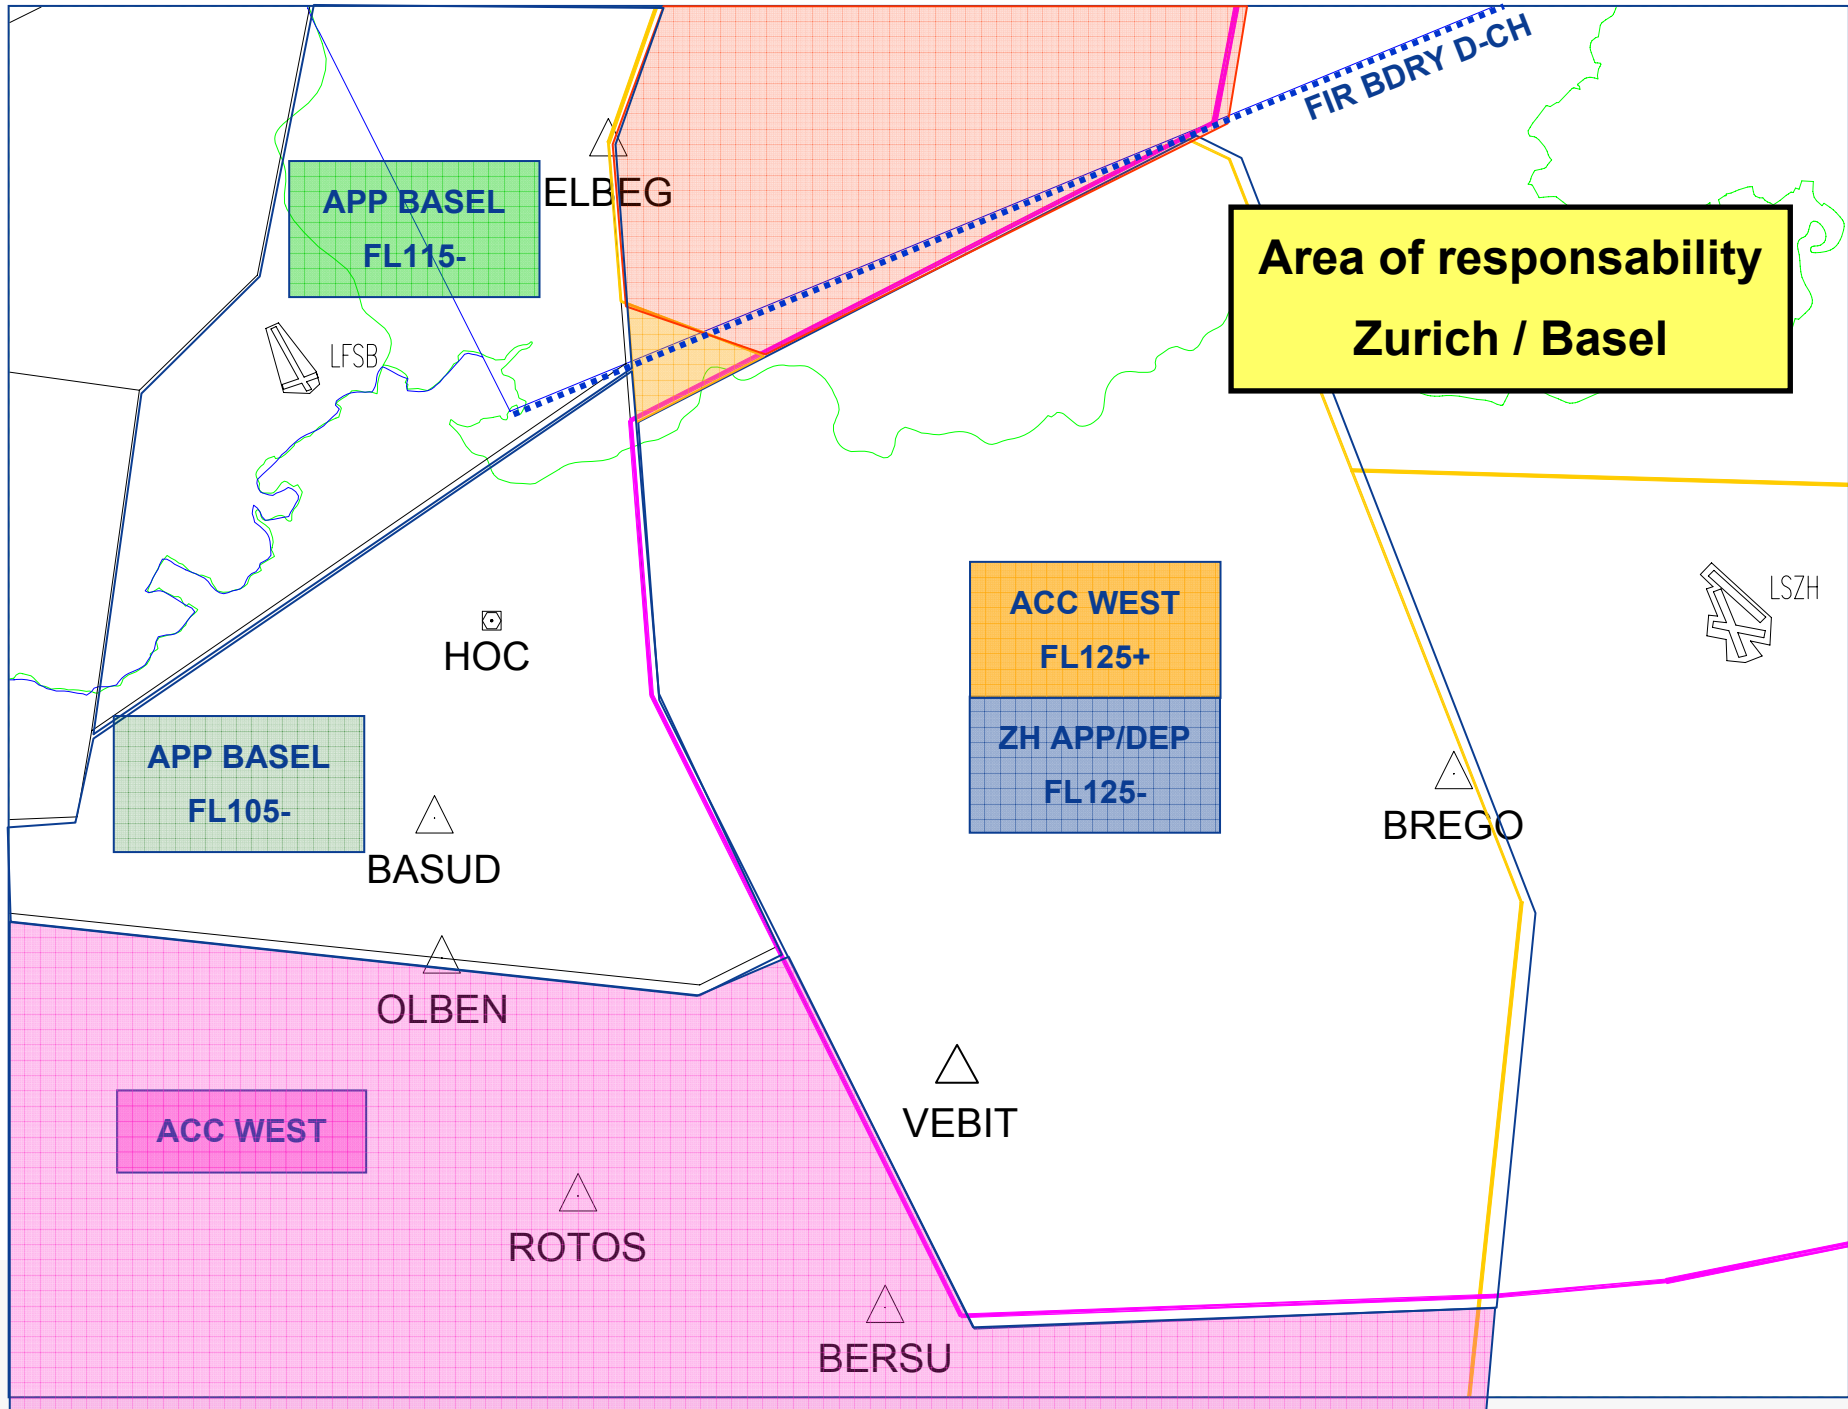 FIR BDRY D-CH
APP BASEL
FL115-
ELBEG
Area of responsability
Zurich / Basel
LFSB
ACC WEST
FL125+
ZH APP/DEP
FL125-
LSZH
HOC
APP BASEL
FL105-
BASUD
BREGO
OLBEN
ACC WEST
VEBIT
ROTOS
BERSU